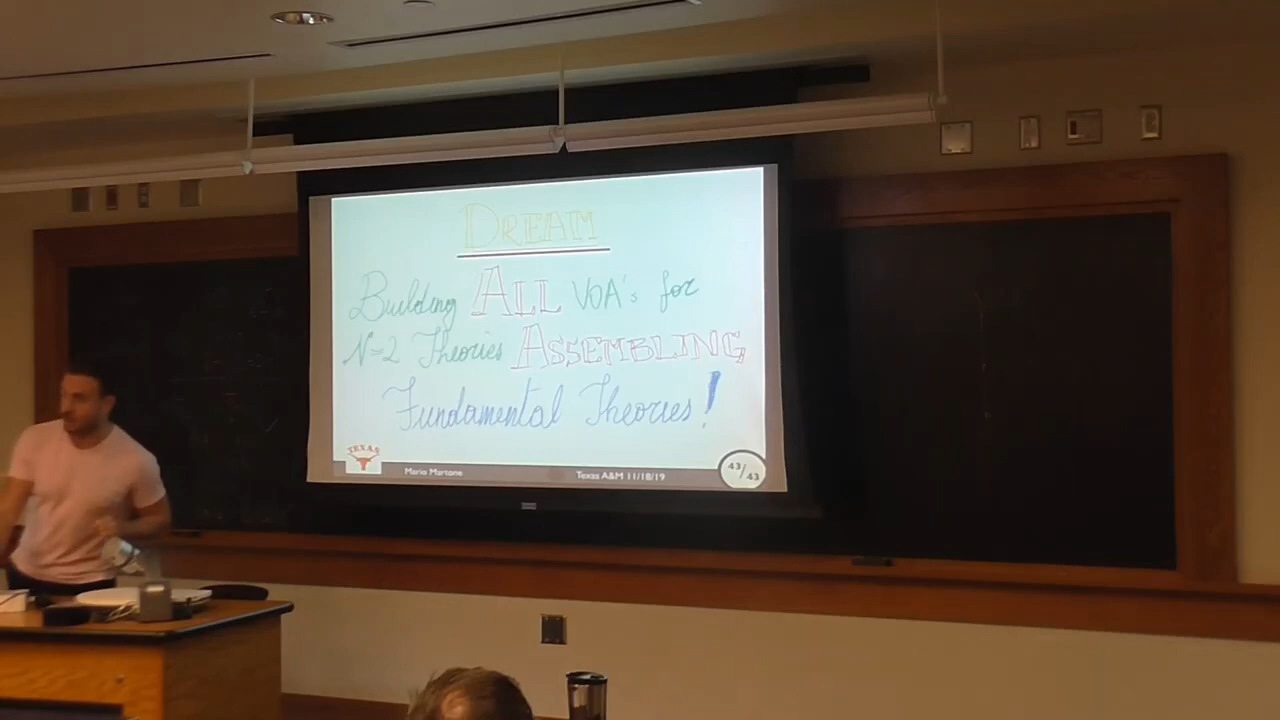 DREAM
Building ALL VOA's for
N=2 Theories ASSEMBLING
Fundamental Theories!
TEXAS
Mario Martone
Texas A&M 11/18/19
43/43